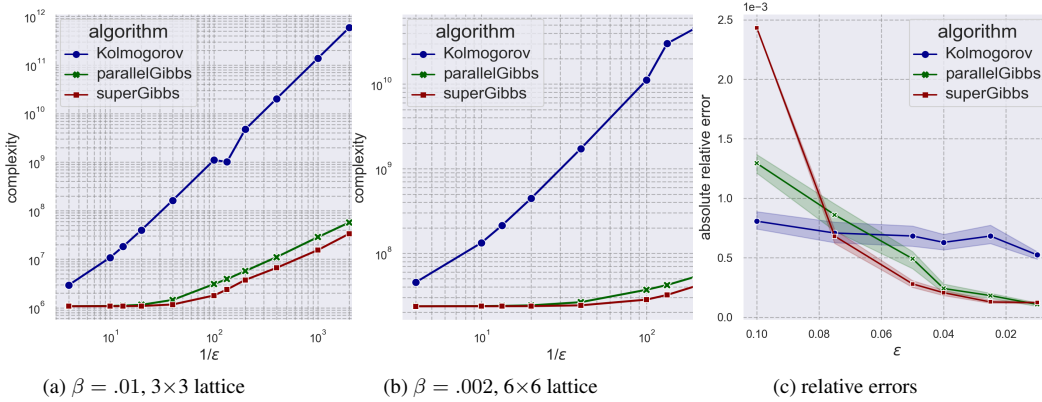 10^12
10^11
10^10
10^9
10^8
10^7
10^6
complexity
algorithm
Kolmogorov
parallelGibbs
superGibbs
10^1
10^2
10^3
1/ε
10^10
10^9
10^8
complexity
algorithm
Kolmogorov
parallelGibbs
superGibbs
10^1
10^2
1/ε
1e−3
2.5
2.0
1.5
1.0
0.5
0.0
absolute relative error
algorithm
Kolmogorov
parallelGibbs
superGibbs
0.10 0.08 0.06 0.04 0.02
ε
(a) β = .01, 3×3 lattice
(b) β = .002, 6×6 lattice
(c) relative errors